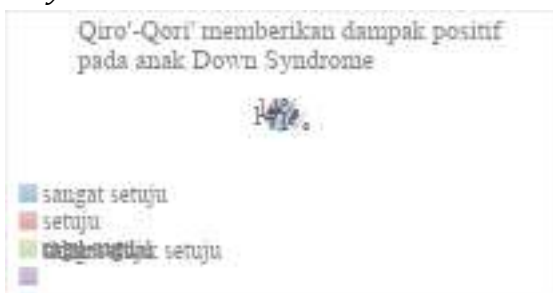 Qiro'-Qori' memberikan dampak positif
pada anak Down Syndrome
sangat setuju
setuju
setuju